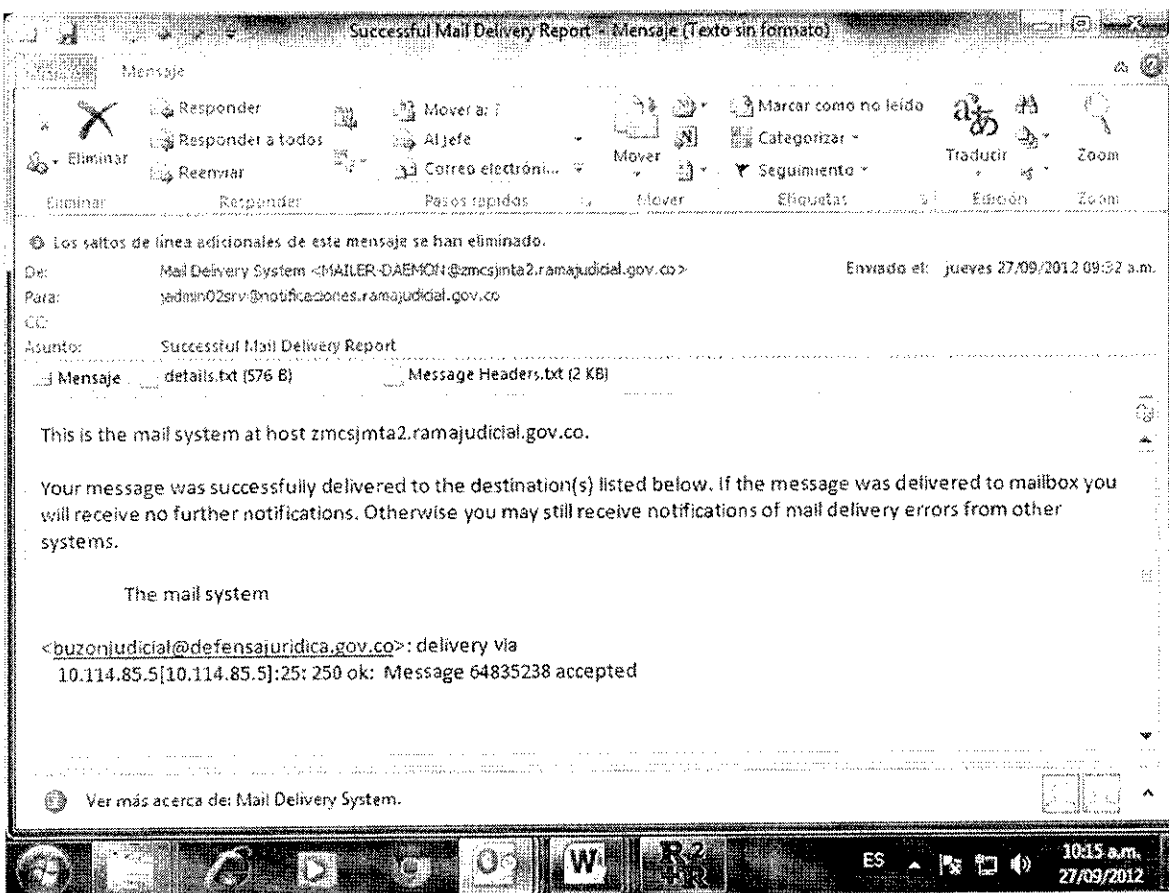 Successful Mail Delivery Report - Mensaje (Texto sin formato)
Mensaje
Eliminar
Responder
Responder a todos
Reenviar
Mover a: ?
Al jefe
Correo electróni...
Mover
Marcar como no leído
Categorizar
Seguimiento
Traducir
Zoom
Eliminar
Responder
Pasos rápidos
Mover
Etiquetas
Edición
Zoom
Los saltos de línea adicionales de este mensaje se han eliminado.
De: Mail Delivery System <MAILER-DAEMON@zmcsjmta2.ramajudicial.gov.co>
Enviado el: jueves 27/09/2012 09:32 a.m.
Para: jadmin02srv@notificaciones.ramajudicial.gov.co
CC:
Asunto: Successful Mail Delivery Report
Mensaje details.txt (576 B) Message Headers.txt (2 KB)
This is the mail system at host zmcsjmta2.ramajudicial.gov.co.
Your message was successfully delivered to the destination(s) listed below. If the message was delivered to mailbox you
will receive no further notifications. Otherwise you may still receive notifications of mail delivery errors from other
systems.
The mail system
<buzonjudicial@defensajuridica.gov.co>: delivery via
10.114.85.5[10.114.85.5]:25: 250 ok: Message 64835238 accepted
Ver más acerca de: Mail Delivery System.
W
ES
10:15 a.m.
27/09/2012